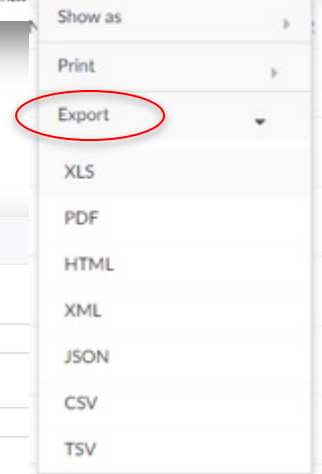 Show as
Print
Export
XLS
PDF
HTML
XML
JSON
CSV
TSV